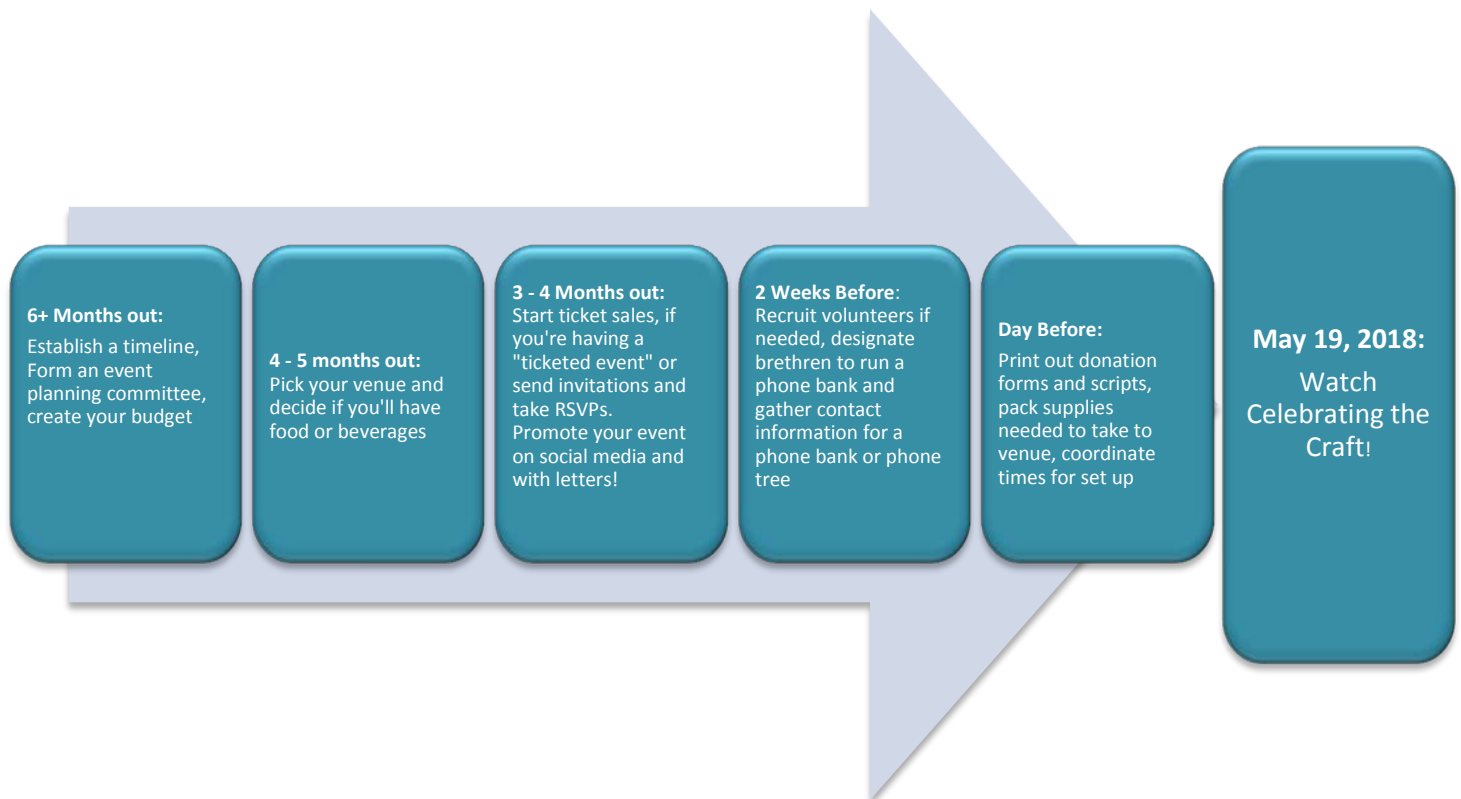 6+ Months out:
Establish a timeline,
Form an event
planning committee,
create your budget
4 - 5 months out:
Pick your venue and
decide if you'll have
food or beverages
3 - 4 Months out:
Start ticket sales, if
you're having a
"ticketed event" or
send invitations and
take RSVPs.
Promote your event
on social media and
with letters!
2 Weeks Before:
Recruit volunteers if
needed, designate
brethren to run a
phone bank and
gather contact
information for a
phone bank or phone
tree
Day Before:
Print out donation
forms and scripts,
pack supplies
needed to take to
venue, coordinate
times for set up
May 19, 2018:
Watch
Celebrating the
Craft!